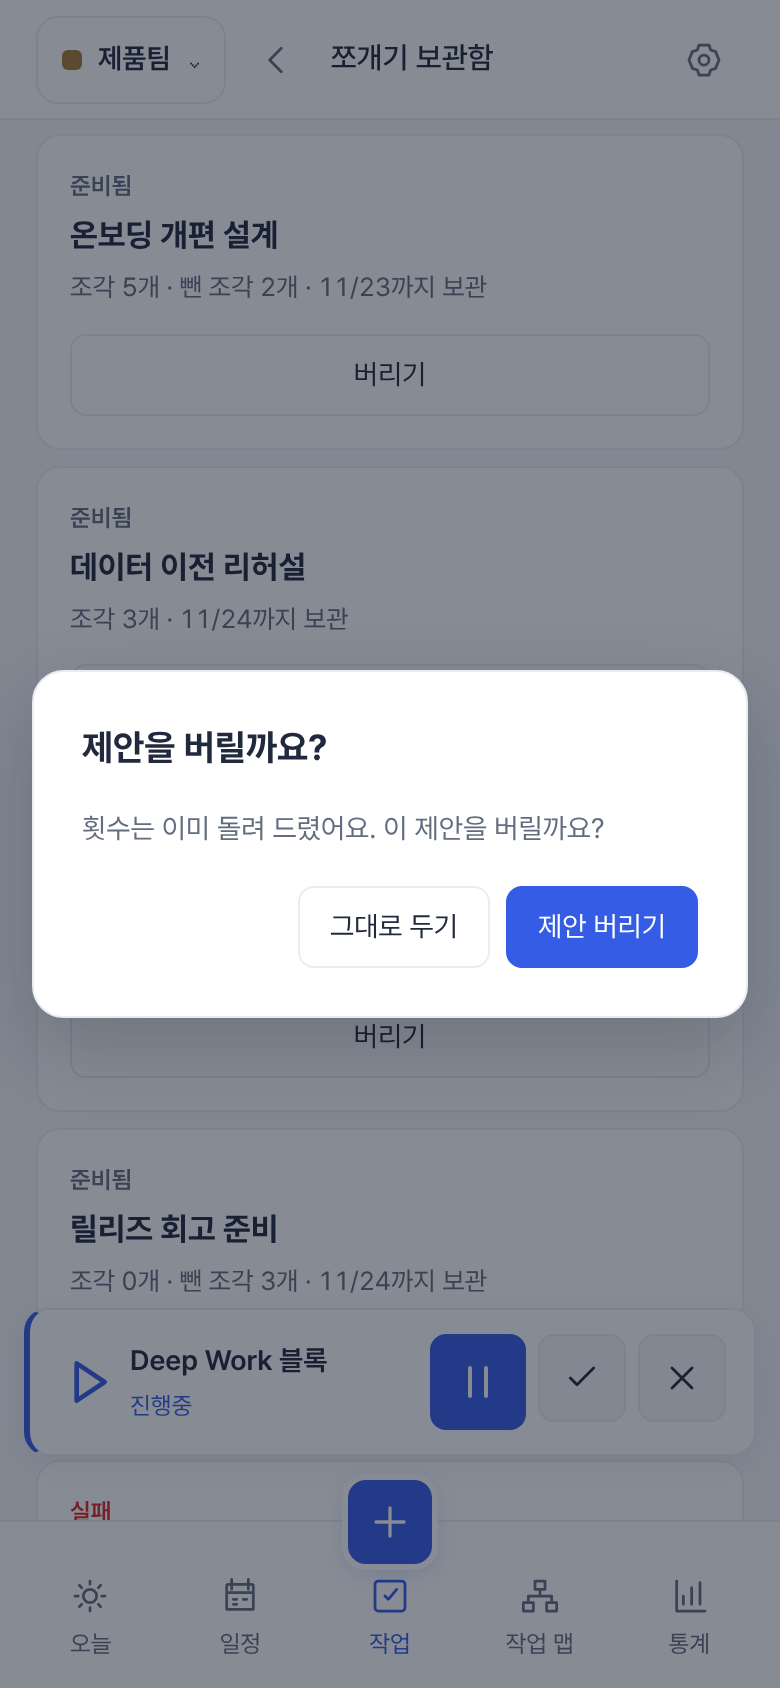 제품팀
쪼개기 보관함
준비됨
온보딩 개편 설계
조각 5개 · 뺀 조각 2개 · 11/23까지 보관
버리기
준비됨
데이터 이전 리허설
조각 3개 · 11/24까지 보관
제안을 버릴까요?
횟수는 이미 돌려 드렸어요. 이 제안을 버릴까요?
그대로 두기
제안 버리기
버리기
준비됨
릴리즈 회고 준비
조각 0개 · 뺀 조각 3개 · 11/24까지 보관
Deep Work 블록
진행중
실패
오늘
일정
작업
작업 맵
통계